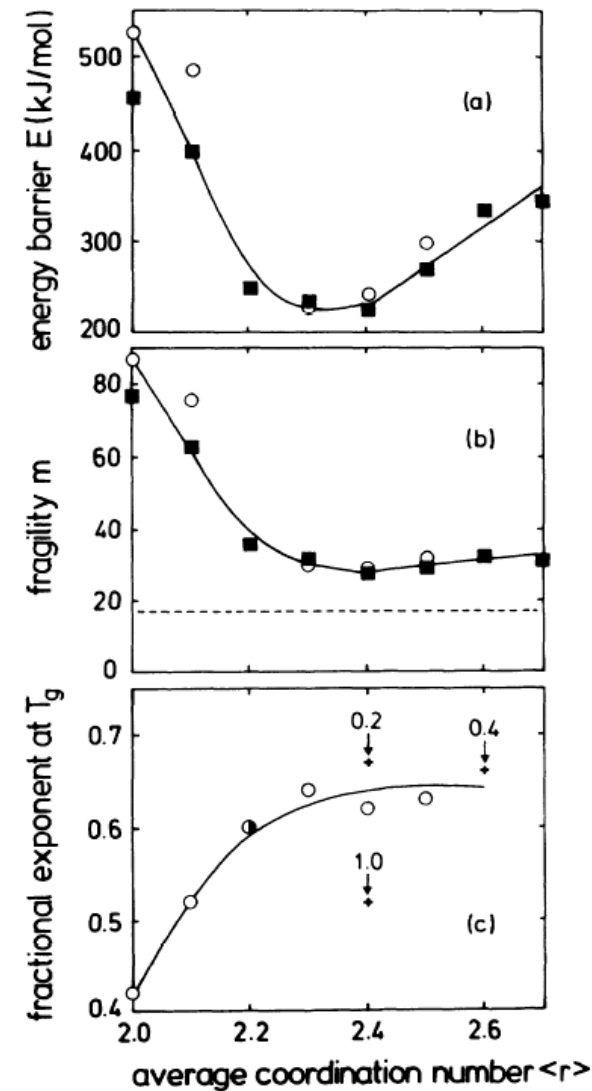 energy barrier E (kJ/mol)
500
400
300
200
(a)
fragility m
80
60
40
20
0
(b)
fractional exponent at Tg
0.7
0.6
0.5
0.4
0.2
0.4
1.0
(c)
2.0 2.2 2.4 2.6
average coordination number <r>